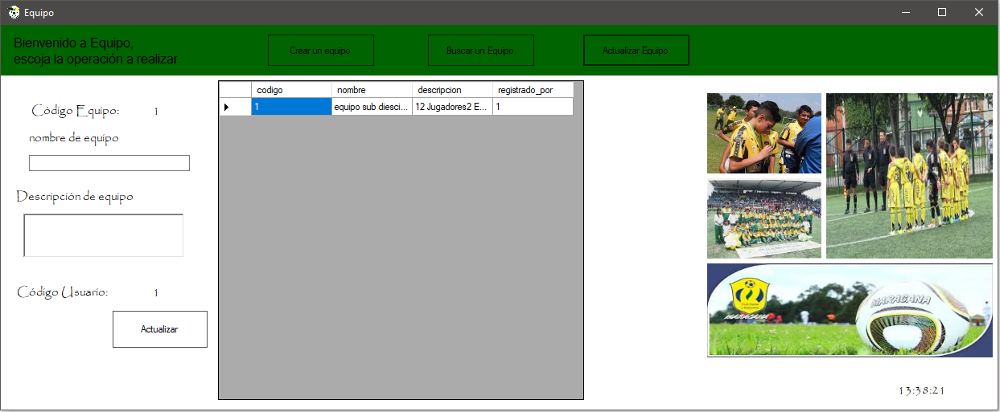 Equipo
Bienvenido a Equipo,
escoja la operación a realizar
Crear un equipo
Buscar un Equipo
Actualizar Equipo
Código Equipo: 1
nombre de equipo
Descripción de equipo
Código Usuario: 1
Actualizar
codigo nombre descripcion registrado_por
1 equipo sub diesci... 12 Jugadores2 E... 1
MARACANA
13:38:21